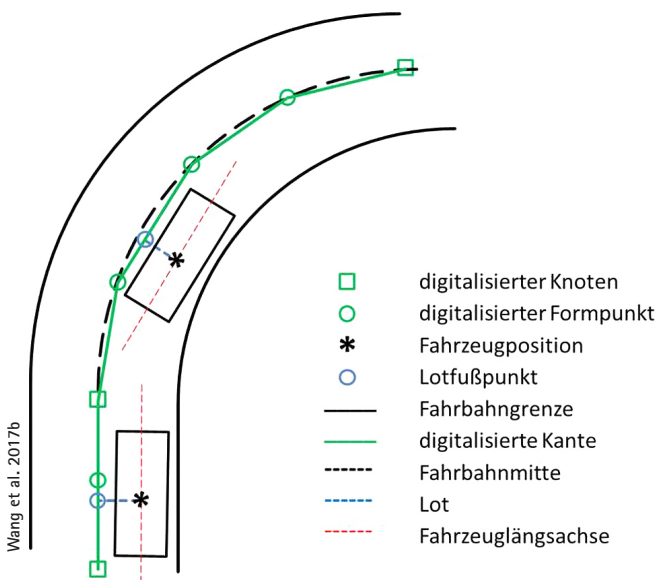 digitalisierter Knoten
digitalisierter Formpunkt
Fahrzeugposition
Lotfußpunkt
Fahrbahngrenze
digitalisierte Kante
Fahrbahnmitte
Lot
Fahrzeuglängsachse
Wang et al. 2017b